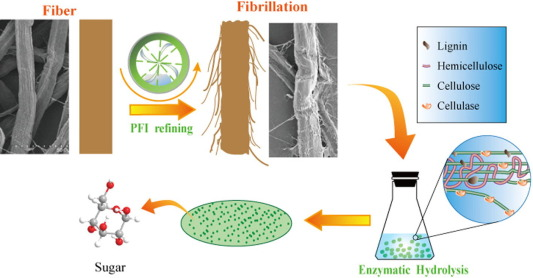 Fiber
Fibrillation
PFI refining
Lignin
Hemicellulose
Cellulose
Cellulase
Enzymatic Hydrolysis
Sugar